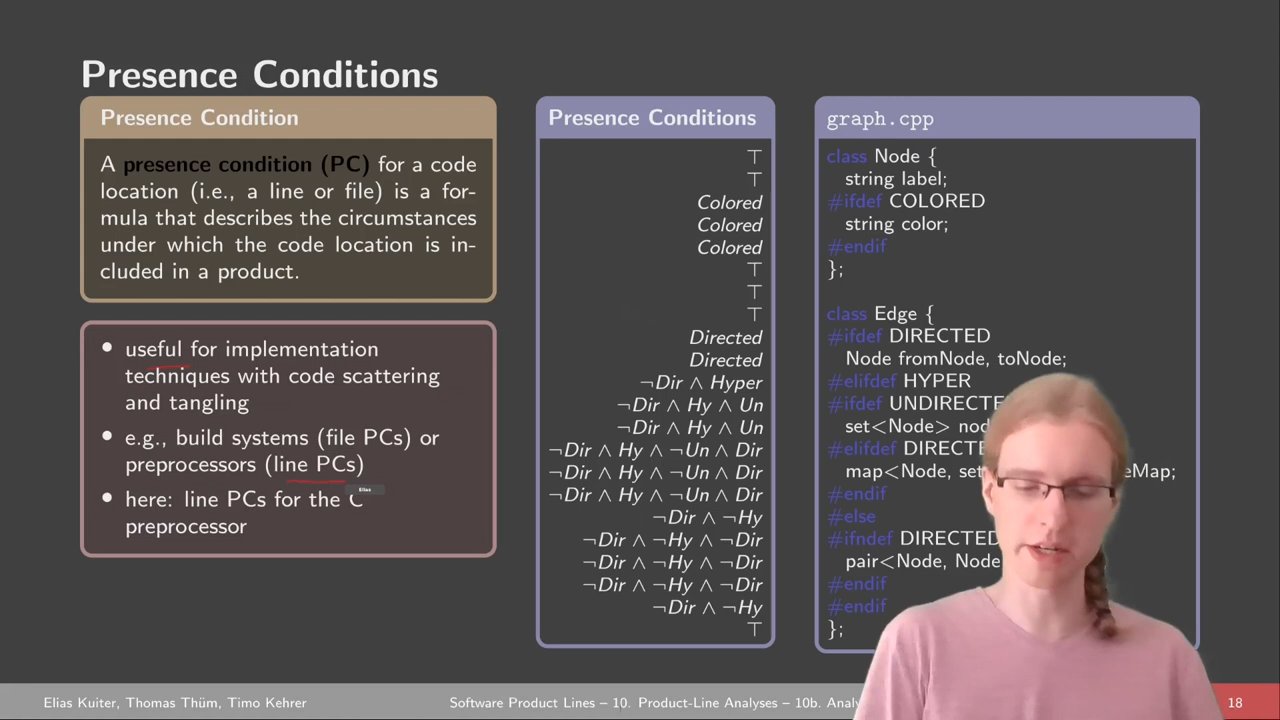 Presence Conditions
Presence Condition
A presence condition (PC) for a code
location (i.e., a line or file) is a for-
mula that describes the circumstances
under which the code location is in-
cluded in a product.
• useful for implementation
techniques with code scattering
and tangling
• e.g., build systems (file PCs) or
preprocessors (line PCs)
Elias
• here: line PCs for the C
preprocessor
Presence Conditions
⊤
⊤
Colored
Colored
Colored
⊤
⊤
⊤
Directed
Directed
¬Dir ∧ Hyper
¬Dir ∧ Hy ∧ Un
¬Dir ∧ Hy ∧ Un
¬Dir ∧ Hy ∧ ¬Un ∧ Dir
¬Dir ∧ Hy ∧ ¬Un ∧ Dir
¬Dir ∧ Hy ∧ ¬Un ∧ Dir
¬Dir ∧ ¬Hy
¬Dir ∧ ¬Hy ∧ ¬Dir
¬Dir ∧ ¬Hy ∧ ¬Dir
¬Dir ∧ ¬Hy ∧ ¬Dir
¬Dir ∧ ¬Hy
⊤
graph.cpp
class Node {
string label;
#ifdef COLORED
string color;
#endif
};
class Edge {
#ifdef DIRECTED
Node fromNode, toNode;
#elifdef HYPER
#ifdef UNDIRECTE
set<Node> nod
#elifdef DIRECTE
map<Node, set eMap;
#endif
#else
#ifndef DIRECTED
pair<Node, Node
#endif
#endif
};
Elias Kuiter, Thomas Thüm, Timo Kehrer
Software Product Lines – 10. Product-Line Analyses – 10b. Analy
18